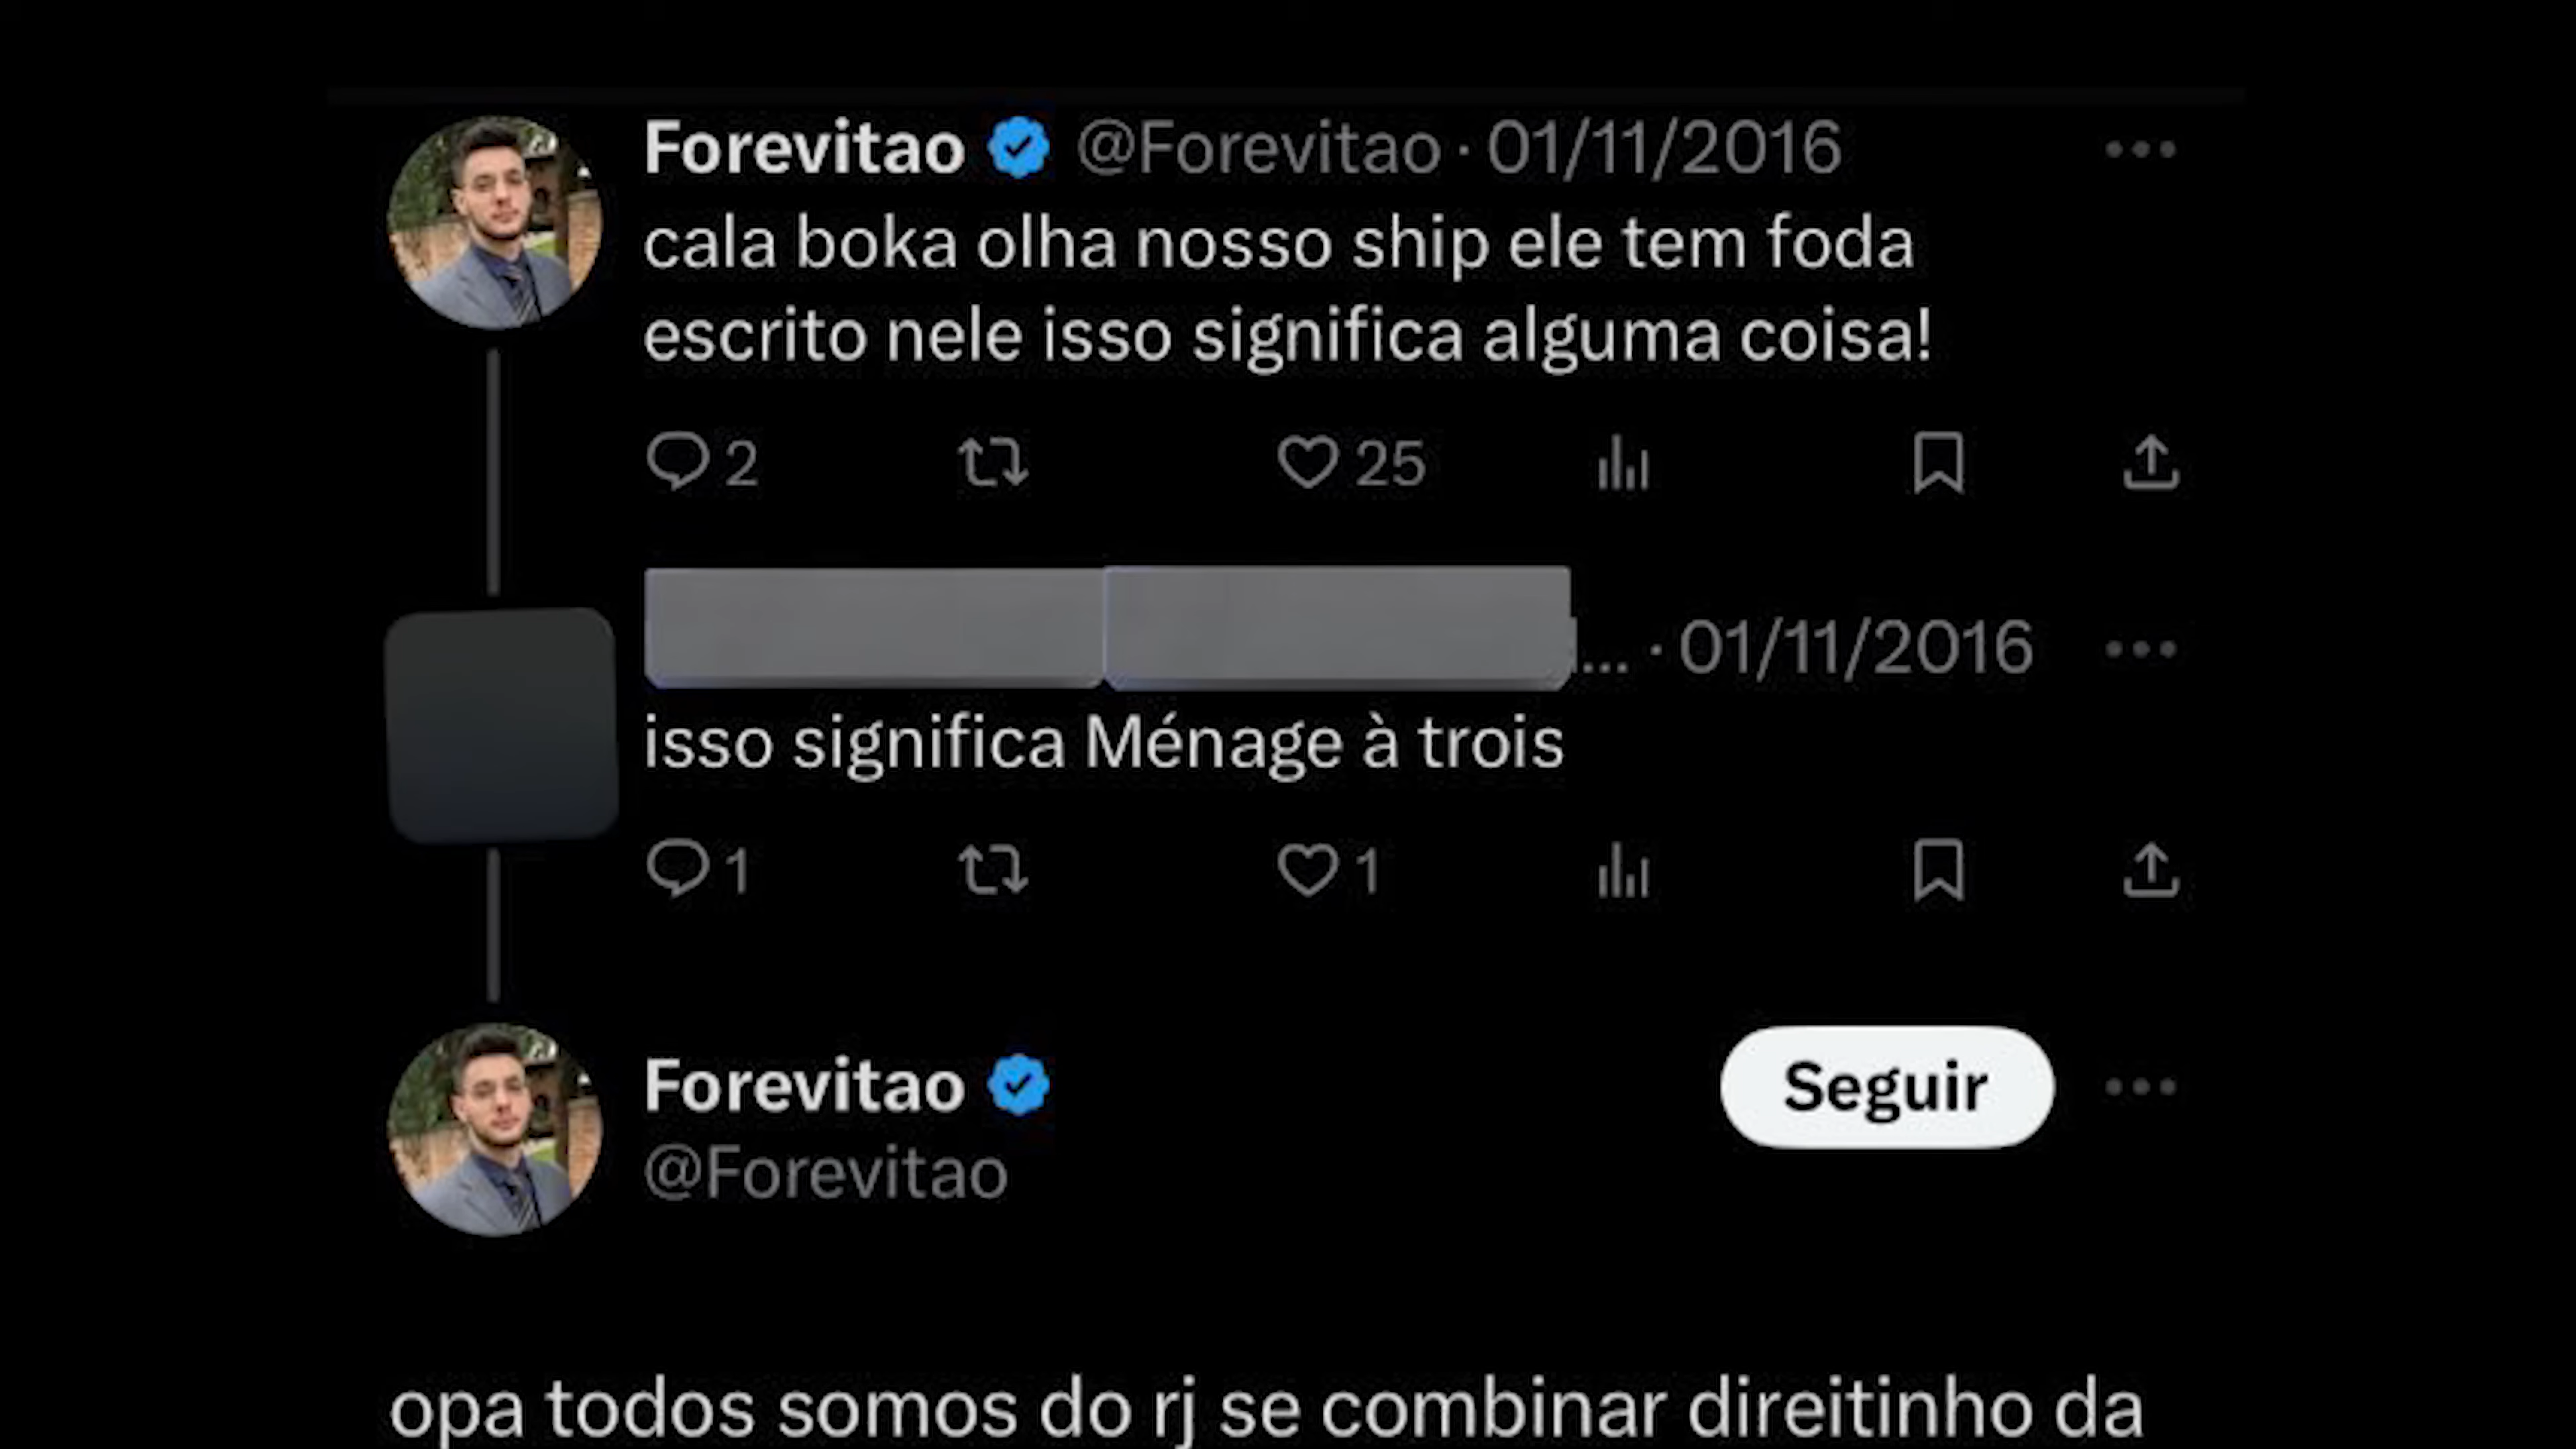 Forevitao @Forevitao · 01/11/2016
cala boka olha nosso ship ele tem foda
escrito nele isso significa alguma coisa!
2 25
... · 01/11/2016
isso significa Ménage à trois
1 1
Forevitao Seguir
@Forevitao
opa todos somos do rj se combinar direitinho da